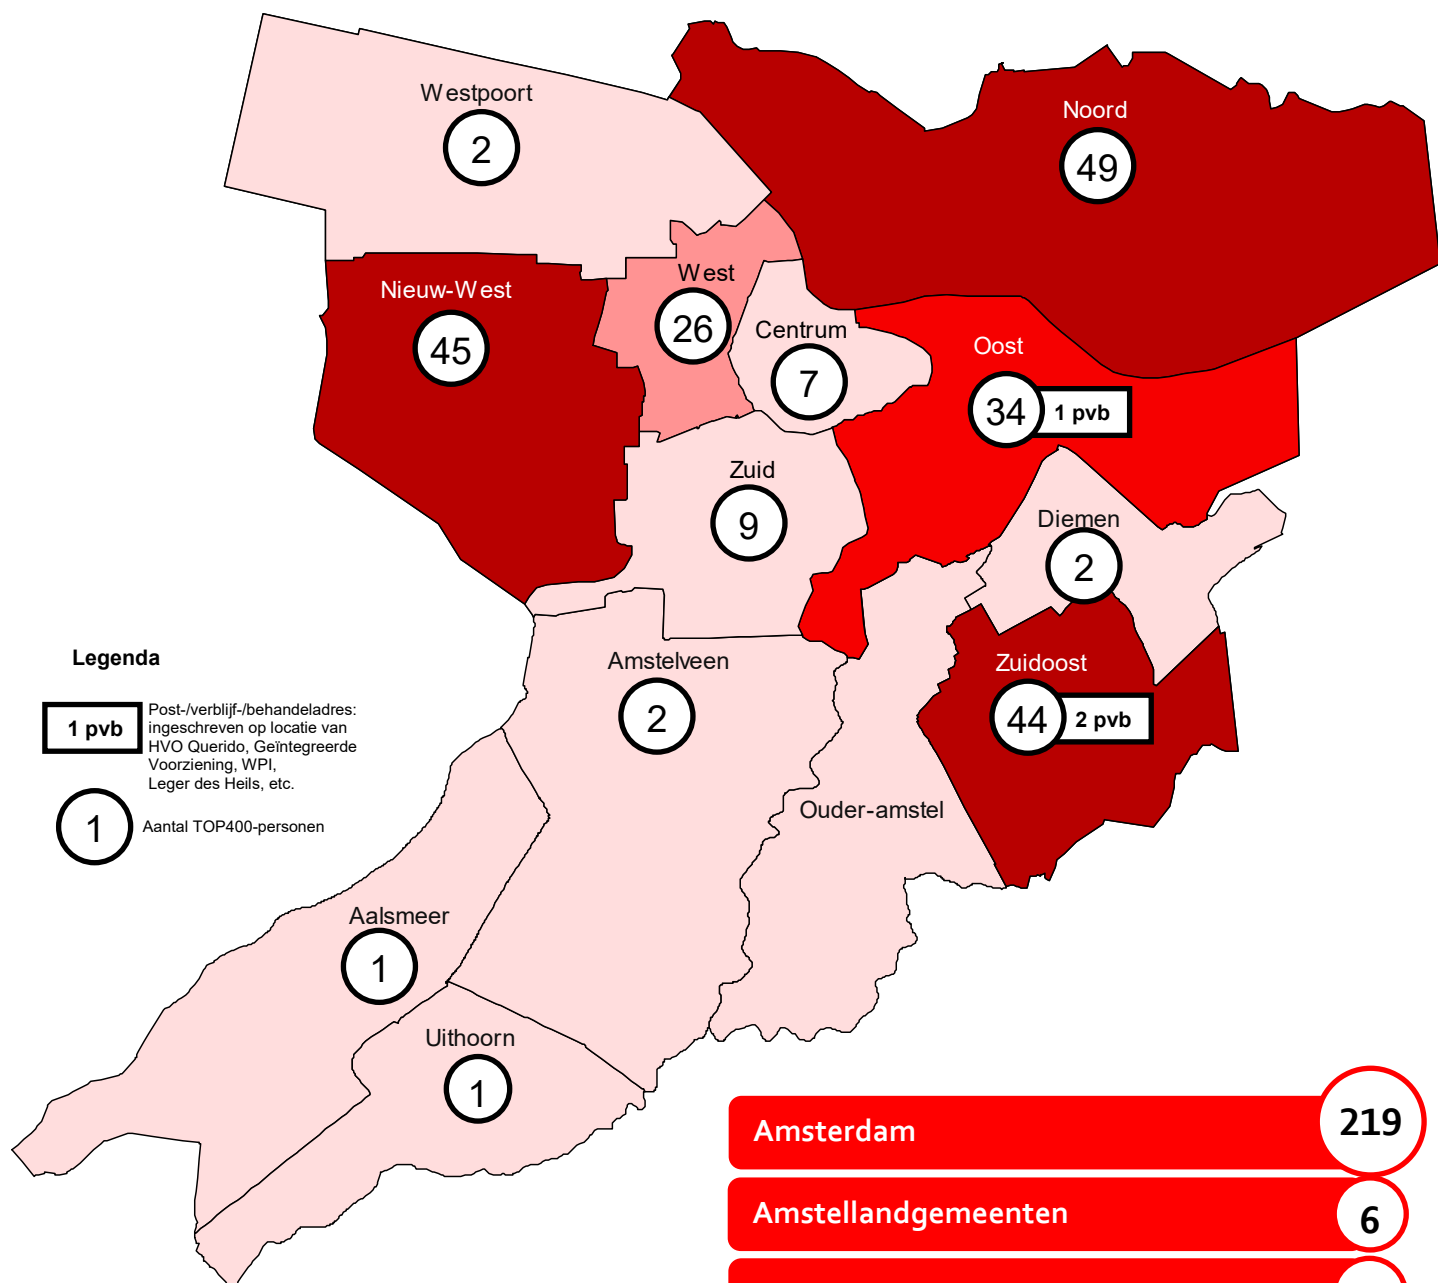 Westpoort
2
Noord
49
Nieuw-West
45
West
26
Centrum
7
Oost
34
1 pvb
Zuid
9
Diemen
2
Zuidoost
44
2 pvb
Amstelveen
2
Ouder-amstel
Aalsmeer
1
Uithoorn
1
Legenda
1 pvb
Post-/verblijf-/behandeladres:
ingeschreven op locatie van
HVO Querido, Geïntegreerde
Voorziening, WPI,
Leger des Heils, etc.
1
Aantal TOP400-personen
Amsterdam
219
Amstellandgemeenten
6